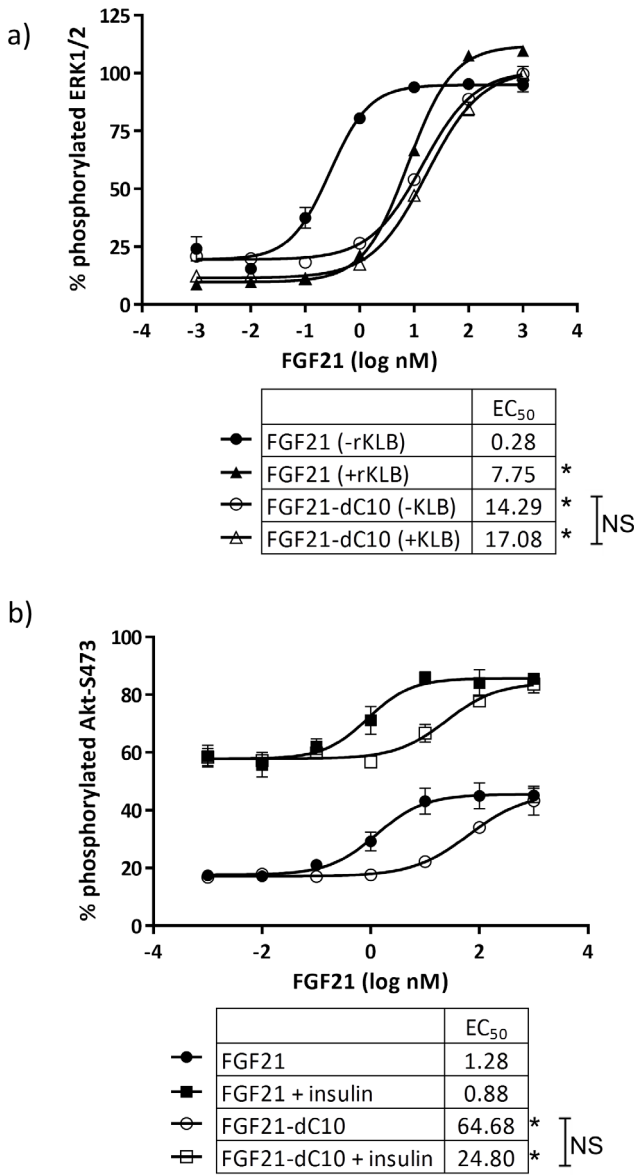 a)
% phosphorylated ERK1/2
125
100
75
50
25
0
-4 -3 -2 -1 0 1 2 3 4
FGF21 (log nM)
EC50
FGF21 (-rKLB) 0.28
FGF21 (+rKLB) 7.75 *
FGF21-dC10 (-KLB) 14.29 *
FGF21-dC10 (+KLB) 17.08 *
NS
b)
% phosphorylated Akt-S473
100
80
60
40
20
0
-4 -2 0 2 4
FGF21 (log nM)
EC50
FGF21 1.28
FGF21 + insulin 0.88
FGF21-dC10 64.68 *
FGF21-dC10 + insulin 24.80 *
NS